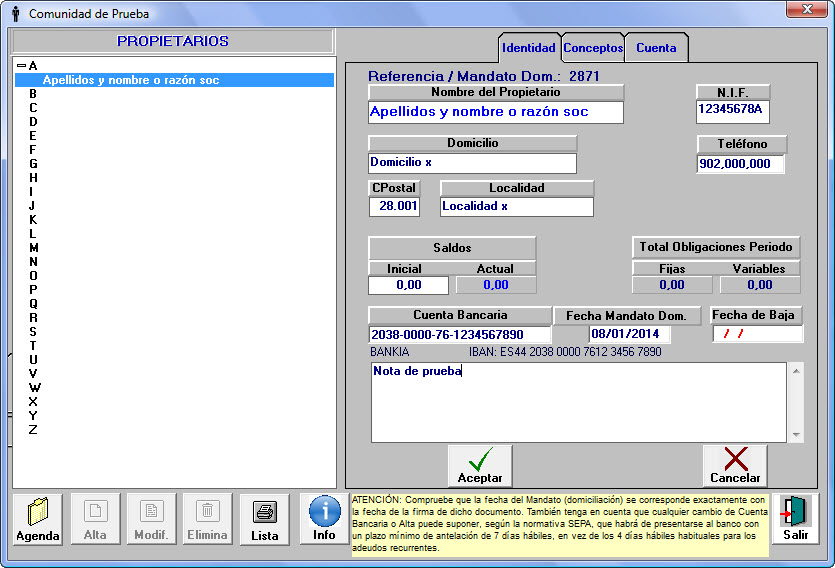 Comunidad de Prueba
PROPIETARIOS
A
Apellidos y nombre o razón soc
B
C
D
E
F
G
H
I
J
K
L
M
N
O
P
Q
R
S
T
U
V
W
X
Y
Z
Identidad Conceptos Cuenta
Referencia / Mandato Dom.: 2871
Nombre del Propietario N.I.F.
Apellidos y nombre o razón soc 12345678A
Domicilio Teléfono
Domicilio x 902,000,000
CPostal Localidad
28.001 Localidad x
Saldos Total Obligaciones Periodo
Inicial Actual Fijas Variables
0,00 0,00 0,00 0,00
Cuenta Bancaria Fecha Mandato Dom. Fecha de Baja
2038-0000-76-1234567890 08/01/2014 / /
BANKIA IBAN: ES44 2038 0000 7612 3456 7890
Nota de prueba
Aceptar Cancelar
Agenda Alta Modif. Elimina Lista Info
ATENCIÓN: Compruebe que la fecha del Mandato (domiciliación) se corresponde exactamente con
la fecha de la firma de dicho documento. También tenga en cuenta que cualquier cambio de Cuenta
Bancaria o Alta puede suponer, según la normativa SEPA, que habrá de presentarse al banco con
un plazo mínimo de antelación de 7 días hábiles, en vez de los 4 días hábiles habituales para los
adeudos recurrentes.
Salir